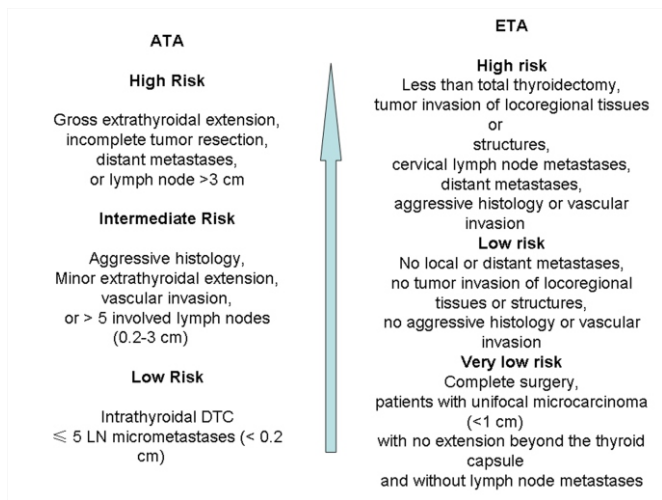 ATA
High Risk
Gross extrathyroidal extension,
incomplete tumor resection,
distant metastases,
or lymph node >3 cm
Intermediate Risk
Aggressive histology,
Minor extrathyroidal extension,
vascular invasion,
or > 5 involved lymph nodes
(0.2-3 cm)
Low Risk
Intrathyroidal DTC
⩽ 5 LN micrometastases (< 0.2
cm)
ETA
High risk
Less than total thyroidectomy,
tumor invasion of locoregional tissues
or
structures,
cervical lymph node metastases,
distant metastases,
aggressive histology or vascular
invasion
Low risk
No local or distant metastases,
no tumor invasion of locoregional
tissues or structures,
no aggressive histology or vascular
invasion
Very low risk
Complete surgery,
patients with unifocal microcarcinoma
(<1 cm)
with no extension beyond the thyroid
capsule
and without lymph node metastases